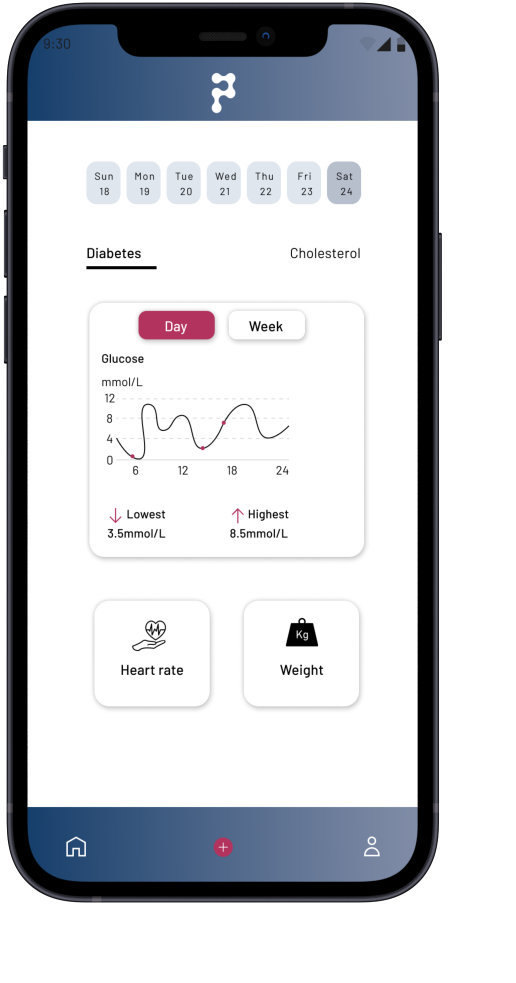 9:30
Sun Mon Tue Wed Thu Fri Sat
18 19 20 21 22 23 24
Diabetes Cholesterol
Day Week
Glucose
mmol/L
12
8
4
0
6 12 18 24
Lowest Highest
3.5mmol/L 8.5mmol/L
Kg
Heart rate Weight